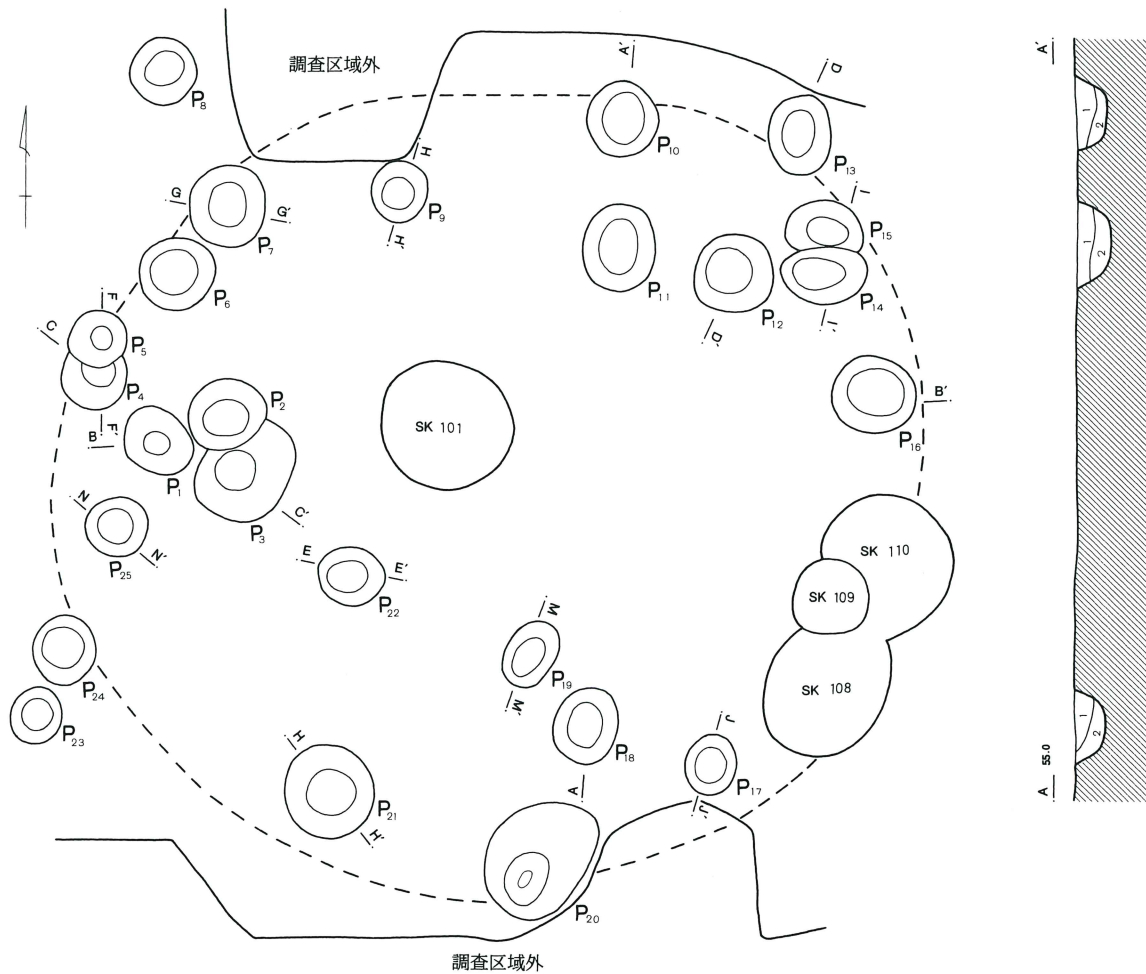 調査区域外
A′
D
A′
P₈
H
P₁₀
P₁₃
1
2
G
G′
P₇
P₉
H′
I
P₁₅
1
2
P₆
P₁₁
P₁₂
P₁₄
D′
I′
F
C
P₅
P₄
P₂
B′
P₁₆
F′
B
P₁
SK 101
N
P₃
C′
P₂₅
N′
E
E′
P₂₂
SK 110
SK 109
M
P₁₉
M′
SK 108
P₂₄
P₂₃
P₁₈
J
P₁₇
J′
1
2
H
P₂₁
H′
A
A 55.0
P₂₀
調査区域外